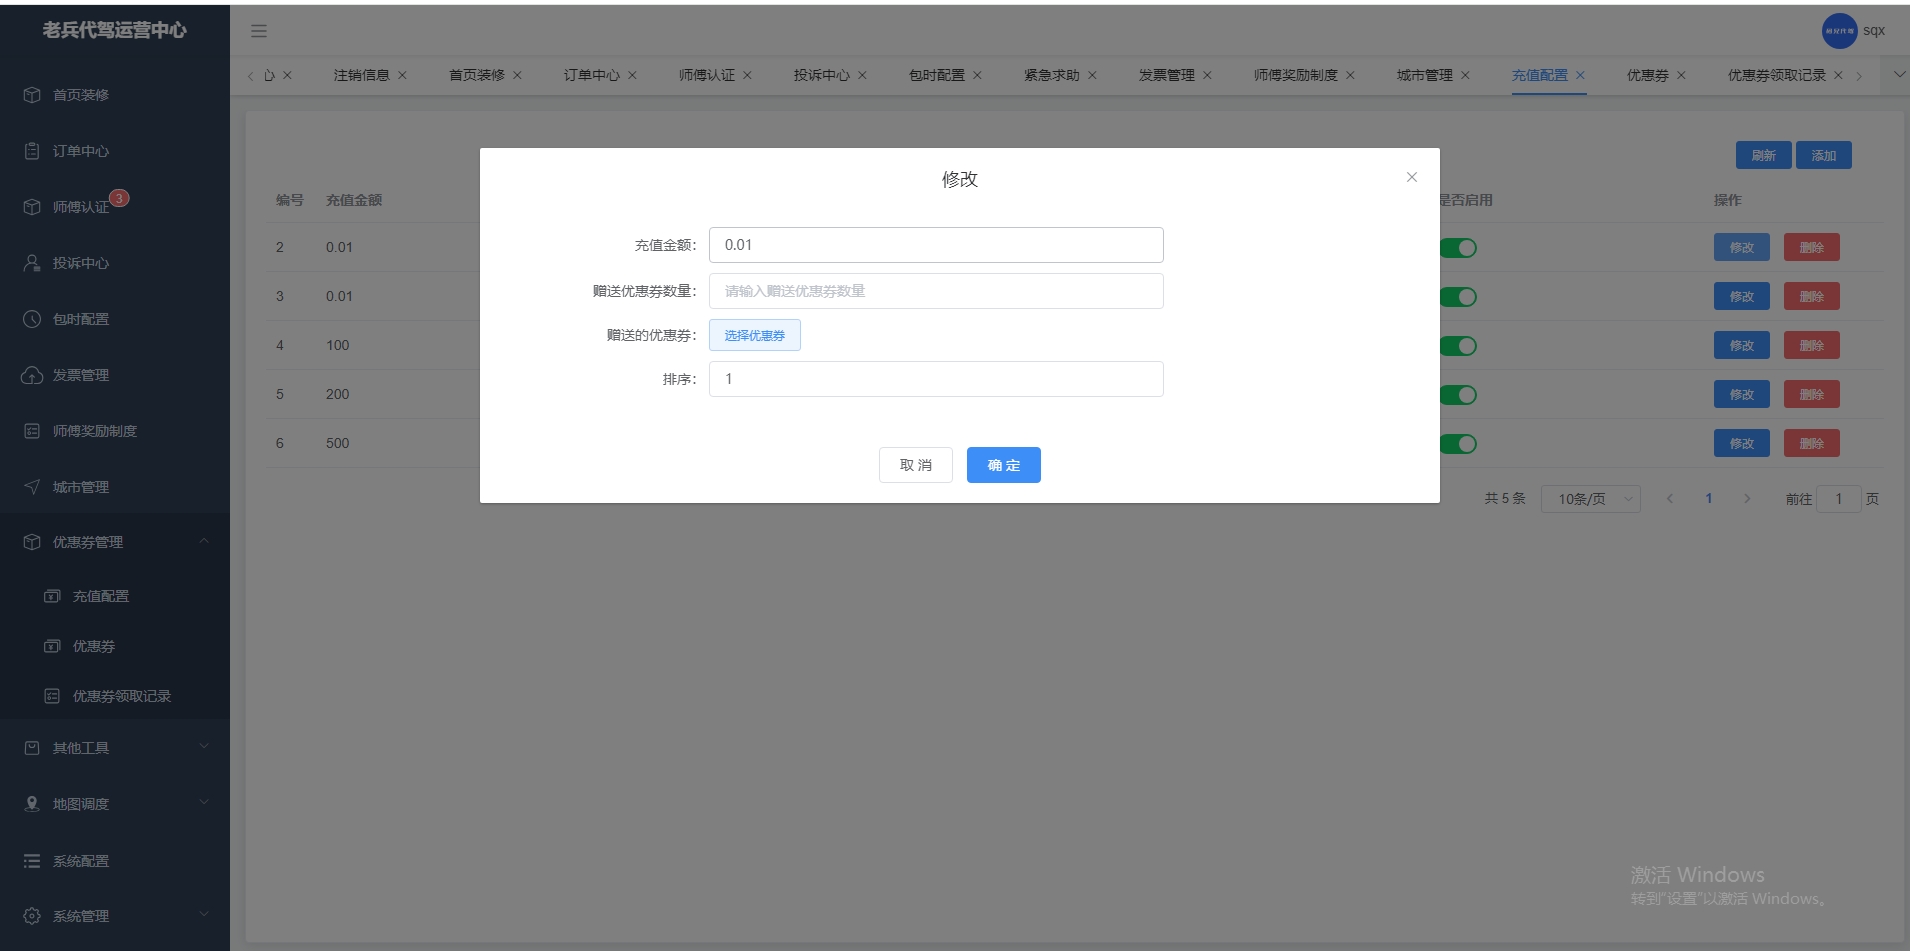 老兵代驾运营中心
sqx
注销信息
首页装修
订单中心
师傅认证
投诉中心
包时配置
紧急求助
发票管理
师傅奖励制度
城市管理
充值配置
优惠券
优惠券领取记录
首页装修
订单中心
师傅认证
3
投诉中心
包时配置
发票管理
师傅奖励制度
城市管理
优惠券管理
充值配置
优惠券
优惠券领取记录
其他工具
地图调度
系统配置
系统管理
刷新 添加
编号 充值金额 是否启用 操作
2 0.01 修改 删除
3 0.01 修改 删除
4 100 修改 删除
5 200 修改 删除
6 500 修改 删除
共 5 条 10条/页 1 前往 1 页
修改
充值金额： 0.01
赠送优惠券数量： 请输入赠送优惠券数量
赠送的优惠券： 选择优惠券
排序： 1
取 消 确 定
激活 Windows
转到“设置”以激活 Windows。